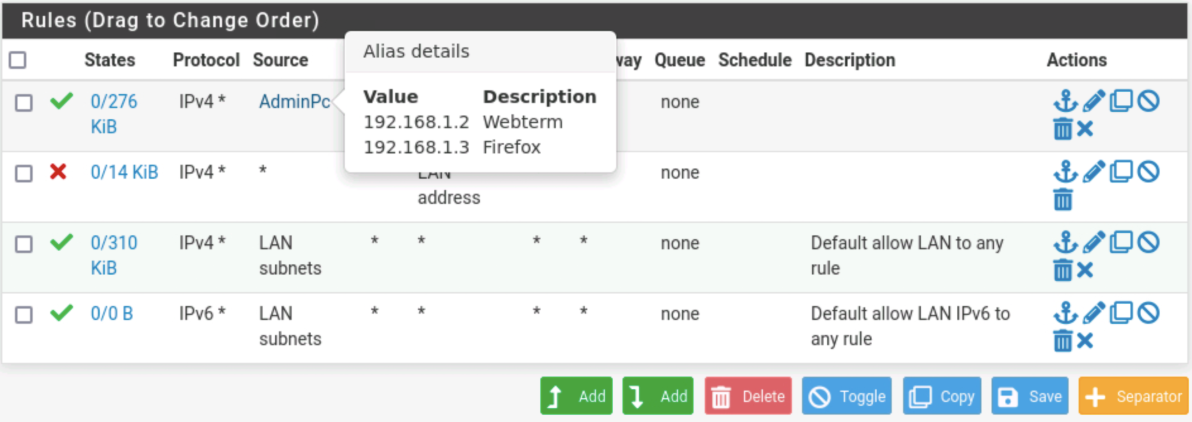 Rules (Drag to Change Order)
States Protocol Source way Queue Schedule Description Actions
Alias details
Value Description
192.168.1.2 Webterm
192.168.1.3 Firefox
0/276 KiB IPv4 * AdminPc none
0/14 KiB IPv4 * * LAN address none
0/310 KiB IPv4 * LAN subnets * * * * none Default allow LAN to any rule
0/0 B IPv6 * LAN subnets * * * * none Default allow LAN IPv6 to any rule
Add Add Delete Toggle Copy Save Separator